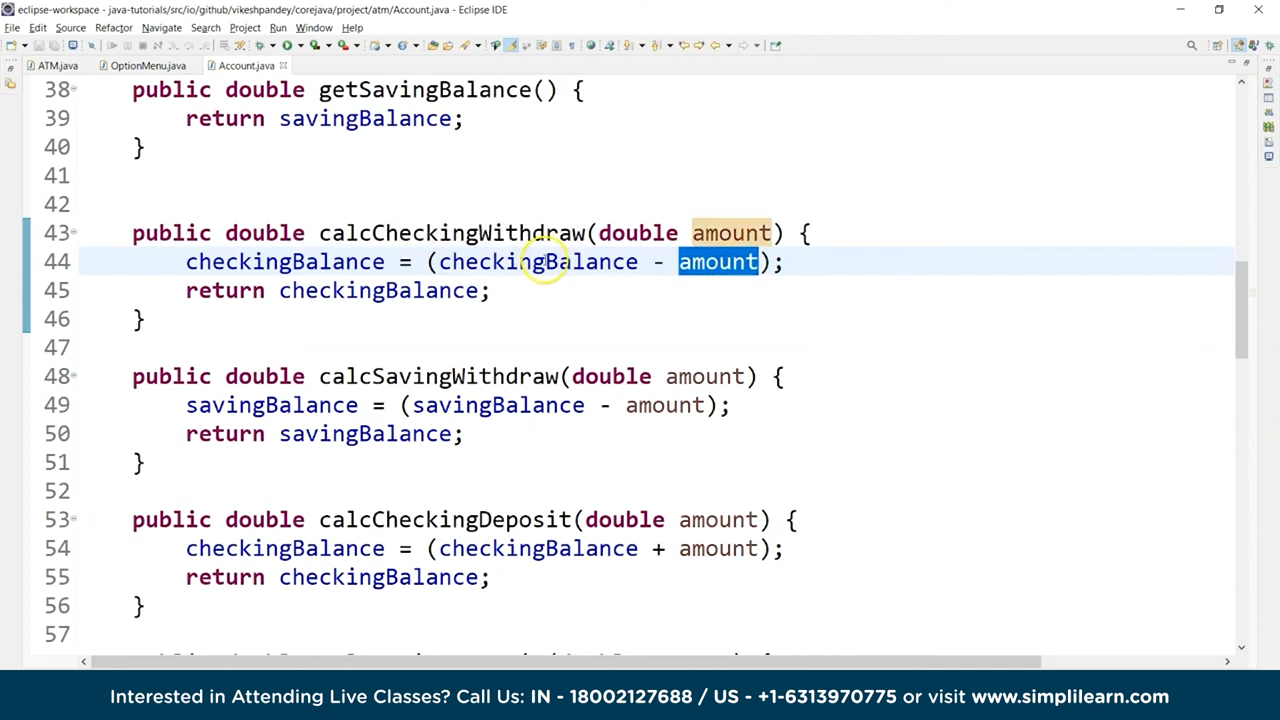 eclipse-workspace - java-tutorials/src/io/github/vikeshpandey/corejava/project/atm/Account.java - Eclipse IDE
File Edit Source Refactor Navigate Search Project Run Window Help
ATM.java OptionMenu.java Account.java
38 public double getSavingBalance() {
39 return savingBalance;
40 }
41
42
43 public double calcCheckingWithdraw(double amount) {
44 checkingBalance = (checkingBalance - amount);
45 return checkingBalance;
46 }
47
48 public double calcSavingWithdraw(double amount) {
49 savingBalance = (savingBalance - amount);
50 return savingBalance;
51 }
52
53 public double calcCheckingDeposit(double amount) {
54 checkingBalance = (checkingBalance + amount);
55 return checkingBalance;
56 }
57
Interested in Attending Live Classes? Call Us: IN - 18002127688 / US - +1-6313970775 or visit www.simplilearn.com